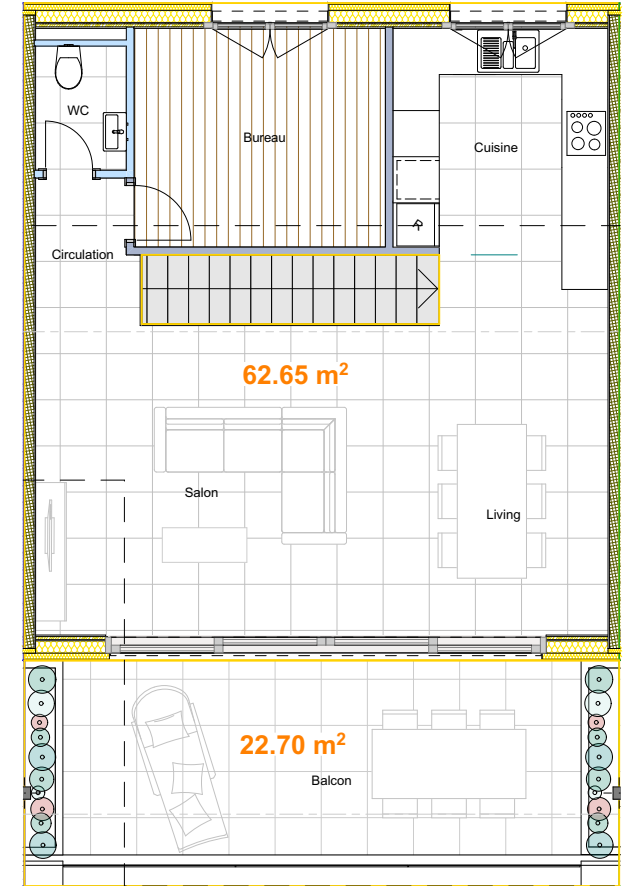 WC
Bureau
Cuisine
R
Circulation
62.65 m²
Salon
Living
22.70 m²
Balcon